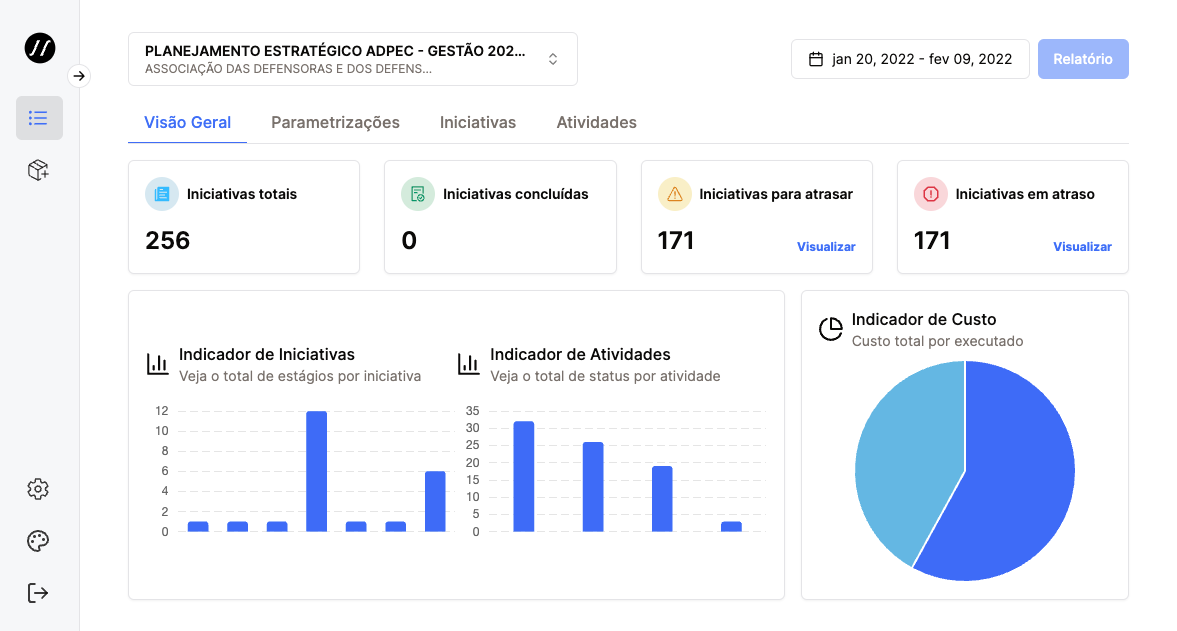 PLANEJAMENTO ESTRATÉGICO ADPEC - GESTÃO 202...
ASSOCIAÇÃO DAS DEFENSORAS E DOS DEFENS...
jan 20, 2022 - fev 09, 2022
Relatório
Visão Geral
Parametrizações
Iniciativas
Atividades
Iniciativas totais
256
Iniciativas concluídas
0
Iniciativas para atrasar
171
Visualizar
Iniciativas em atraso
171
Visualizar
Indicador de Iniciativas
Veja o total de estágios por iniciativa
12
10
8
6
4
2
0
Indicador de Atividades
Veja o total de status por atividade
35
30
25
20
15
10
5
0
Indicador de Custo
Custo total por executado